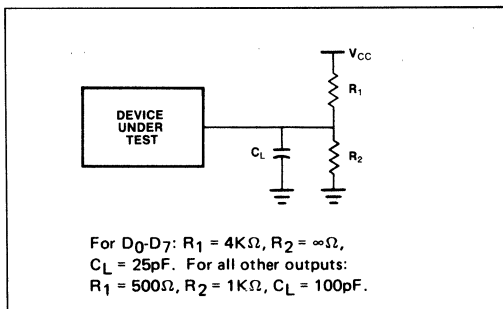 VCC
R1
DEVICE
UNDER
TEST
CL
R2
For D0-D7: R1 = 4KΩ, R2 = ∞Ω,
CL = 25pF. For all other outputs:
R1 = 500Ω, R2 = 1KΩ, CL = 100pF.